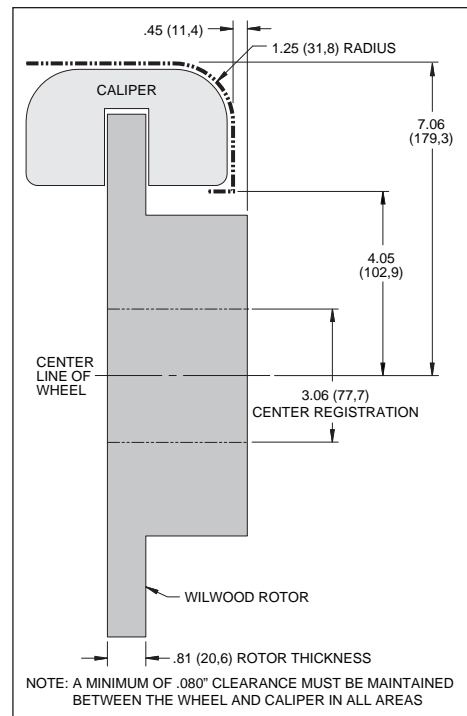 .45 (11,4)
1.25 (31,8) RADIUS
CALIPER
7.06
(179,3)
4.05
(102,9)
CENTER
LINE OF
WHEEL
3.06 (77,7)
CENTER REGISTRATION
WILWOOD ROTOR
.81 (20,6) ROTOR THICKNESS
NOTE: A MINIMUM OF .080" CLEARANCE MUST BE MAINTAINED
BETWEEN THE WHEEL AND CALIPER IN ALL AREAS